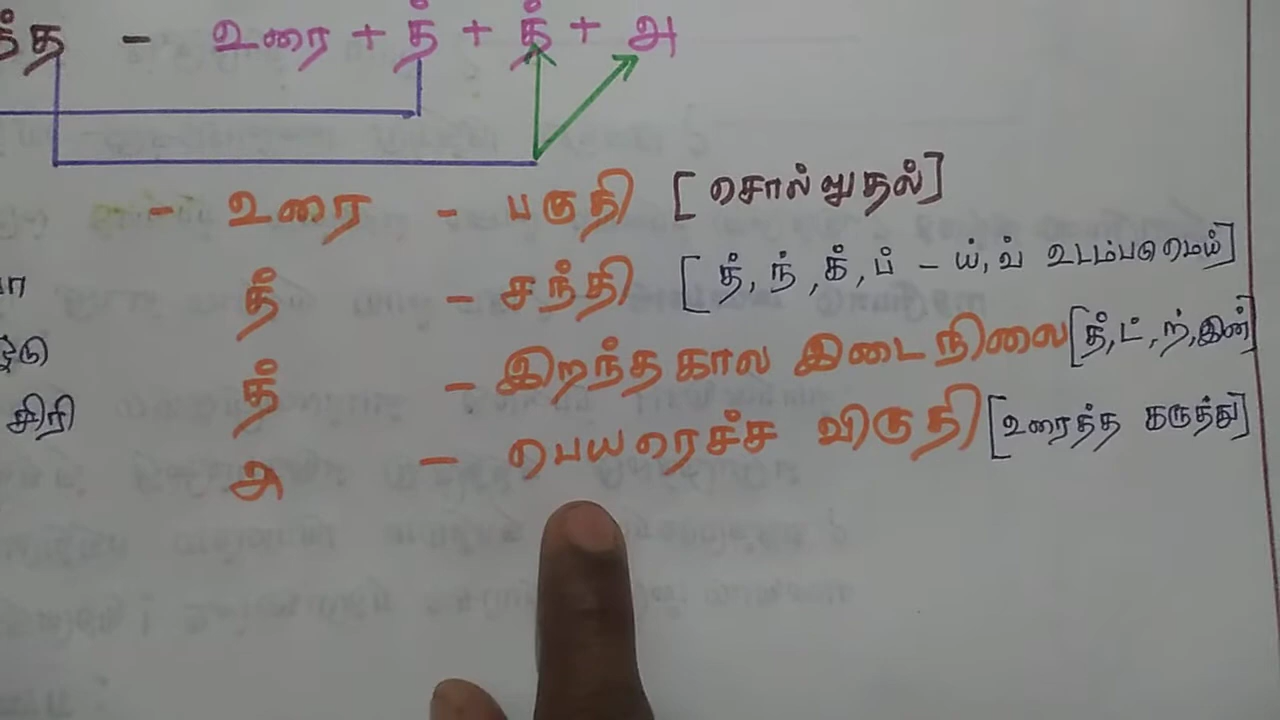 த்த - உரை + த் + த் + அ
- உரை - பகுதி [சொல்லுதல்]
த் - சந்தி [த், ந், க், ப் - ய், வ் உடம்படுமெய்]
த் - இறந்தகால இடைநிலை [த், ட், ற், இன்]
சிரி
அ - பெயரெச்ச விகுதி [உரைத்த கருத்து]